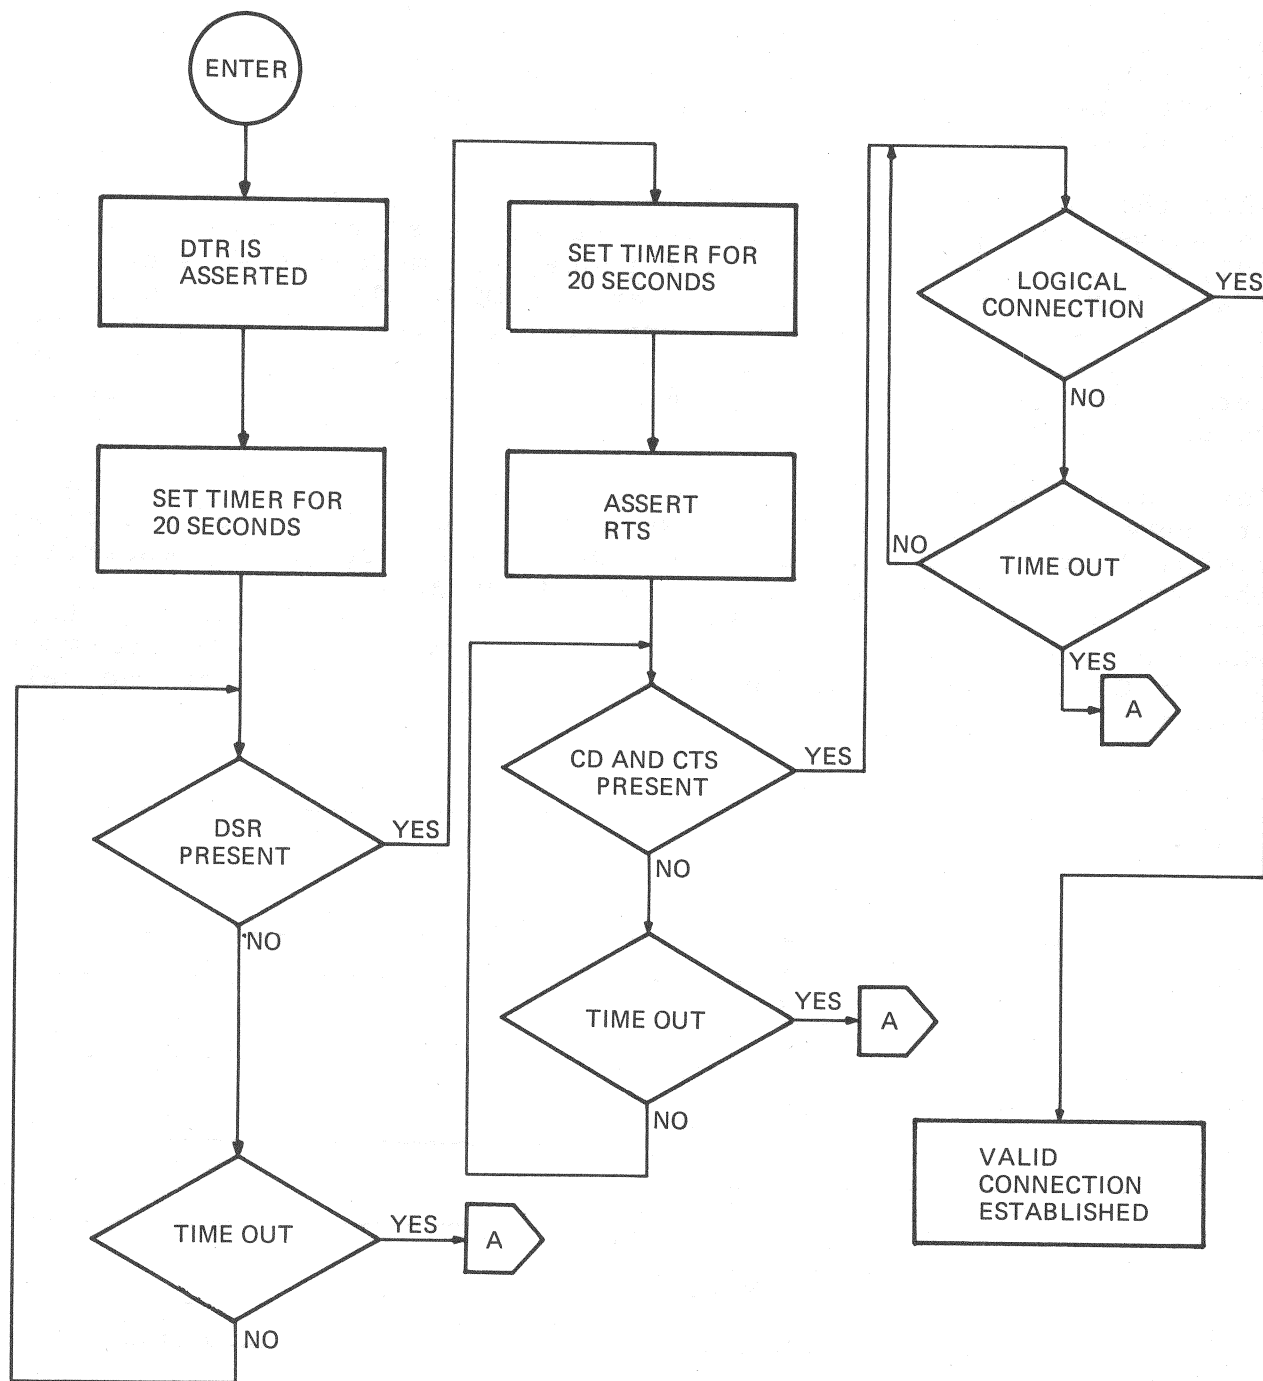 ENTER
DTR IS
ASSERTED
SET TIMER FOR
20 SECONDS
DSR
PRESENT
YES
NO
TIME OUT
YES
A
NO
SET TIMER FOR
20 SECONDS
ASSERT
RTS
CD AND CTS
PRESENT
YES
NO
TIME OUT
YES
A
NO
LOGICAL
CONNECTION
YES
NO
TIME OUT
NO
YES
A
VALID
CONNECTION
ESTABLISHED